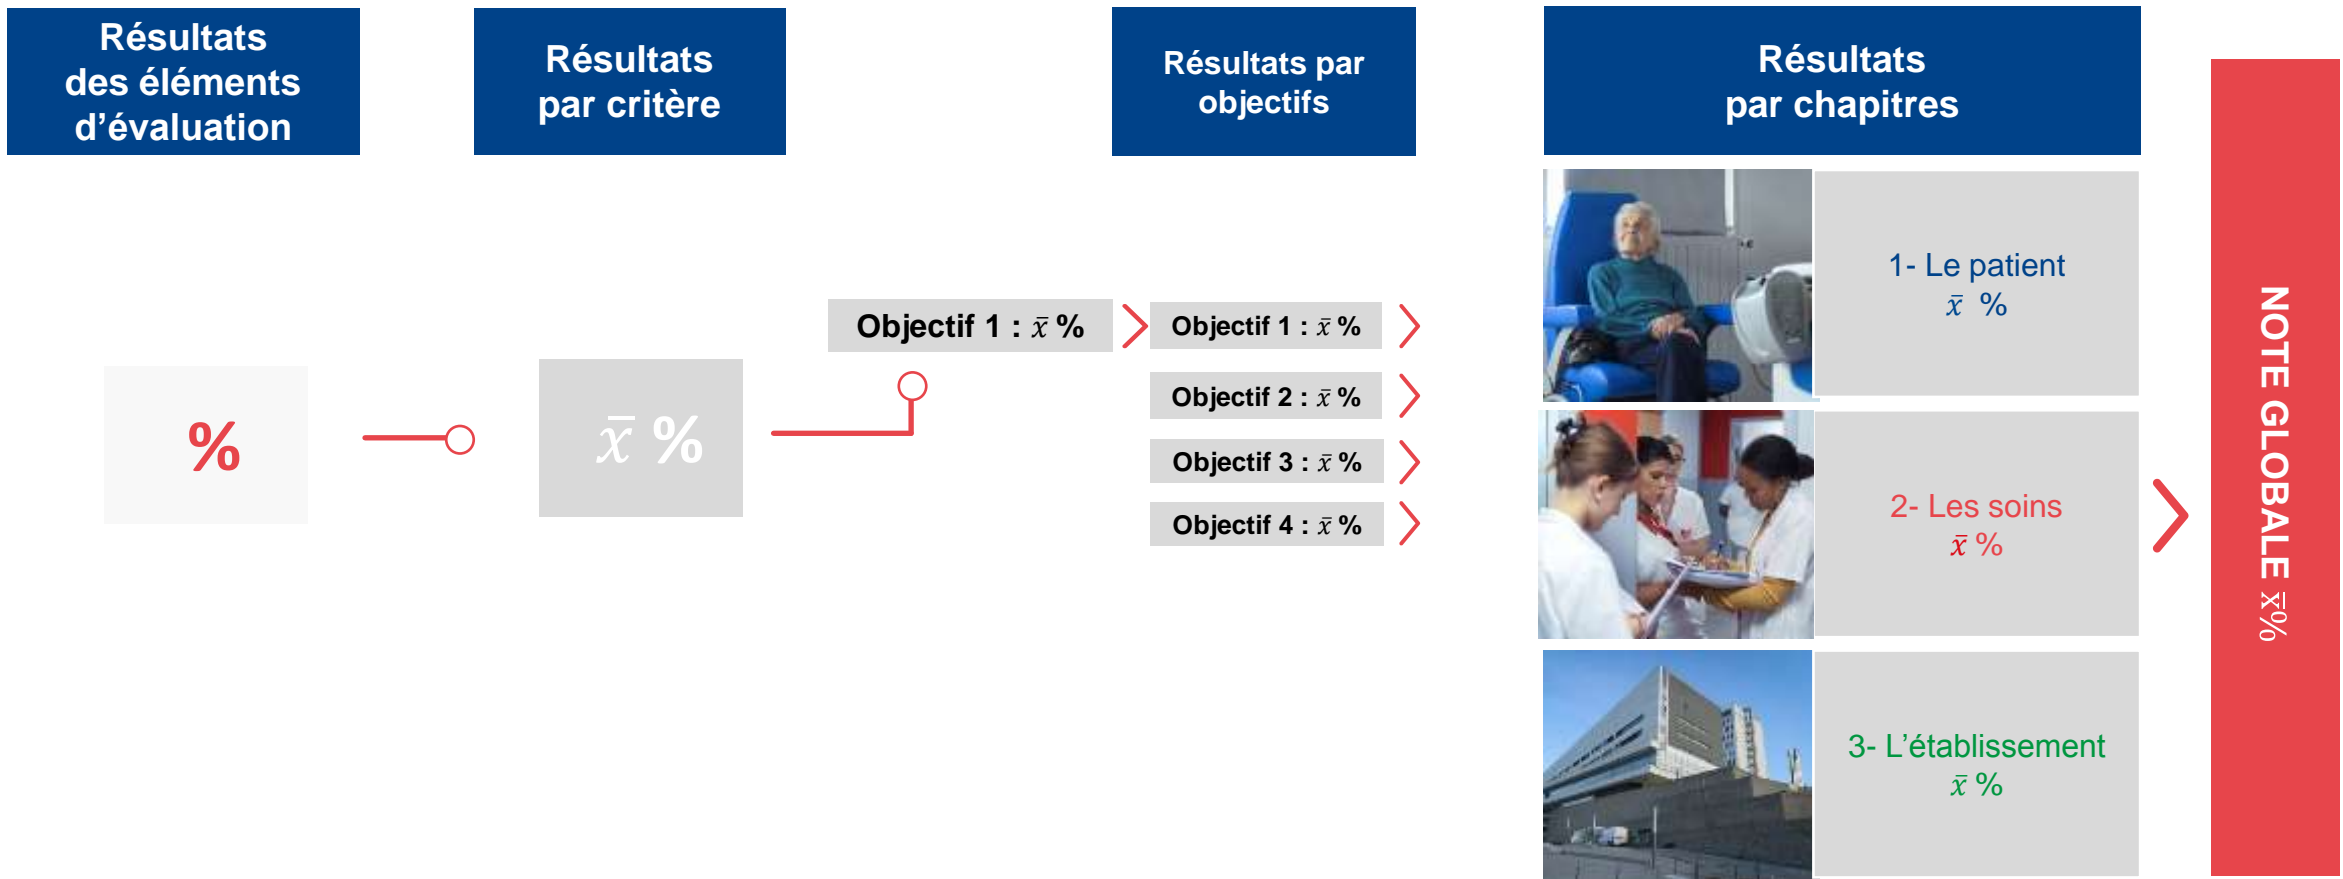 Résultats
des éléments
d’évaluation
Résultats
par critère
Résultats par
objectifs
Résultats
par chapitres
%
x̄ %
Objectif 1 : x̄ %
Objectif 1 : x̄ %
Objectif 2 : x̄ %
Objectif 3 : x̄ %
Objectif 4 : x̄ %
1- Le patient
x̄ %
2- Les soins
x̄ %
3- L’établissement
x̄ %
NOTE GLOBALE x̄%